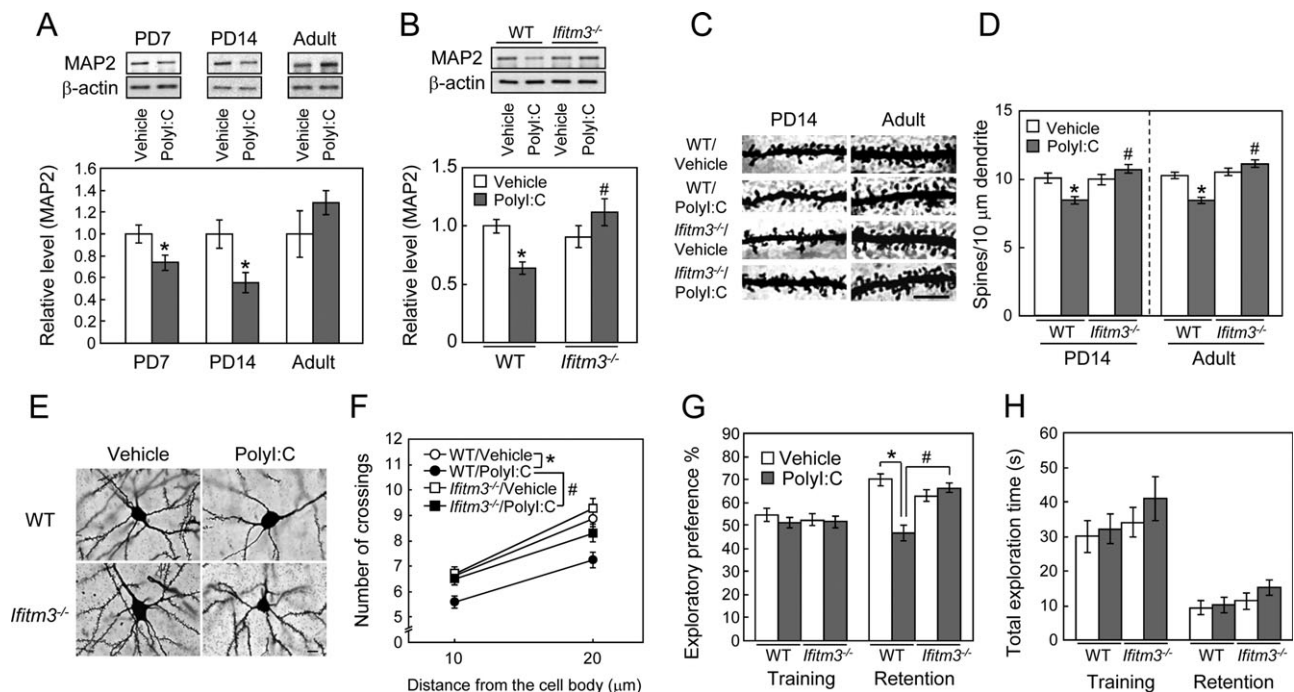 A
PD7 PD14 Adult
MAP2
β-actin
Vehicle PolyI:C Vehicle PolyI:C Vehicle PolyI:C
Relative level (MAP2)
1.6
1.4
1.2
1.0
0.8
0.6
0.4
0.2
0
* *
PD7 PD14 Adult
B
WT Ifitm3-/-
MAP2
β-actin
Vehicle PolyI:C Vehicle PolyI:C
Relative level (MAP2)
1.5
1.0
0.5
0
Vehicle
PolyI:C
* #
WT Ifitm3-/-
C
PD14 Adult
WT/
Vehicle
WT/
PolyI:C
Ifitm3-/-/
Vehicle
Ifitm3-/-/
PolyI:C
D
Spines/10 μm dendrite
15
10
5
0
Vehicle
PolyI:C
* # * #
WT Ifitm3-/- WT Ifitm3-/-
PD14 Adult
E
Vehicle PolyI:C
WT
Ifitm3-/-
F
Number of crossings
12
11
10
9
8
7
6
5
0
WT/Vehicle
WT/PolyI:C
Ifitm3-/-/Vehicle
Ifitm3-/-/PolyI:C
*
#
10 20
Distance from the cell body (μm)
G
Exploratory preference %
90
80
70
60
50
40
30
20
10
0
Vehicle
PolyI:C
* #
WT Ifitm3-/- WT Ifitm3-/-
Training Retention
H
Total exploration time (s)
60
50
40
30
20
10
0
WT Ifitm3-/- WT Ifitm3-/-
Training Retention